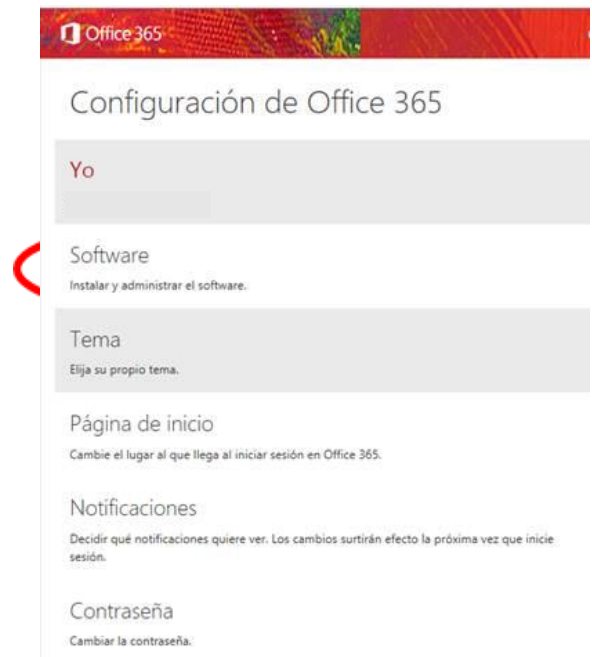 Office 365
Configuración de Office 365
Yo
Software
Instalar y administrar el software.
Tema
Elija su propio tema.
Página de inicio
Cambie el lugar al que llega al iniciar sesión en Office 365.
Notificaciones
Decidir qué notificaciones quiere ver. Los cambios surtirán efecto la próxima vez que inicie
sesión.
Contraseña
Cambiar la contraseña.